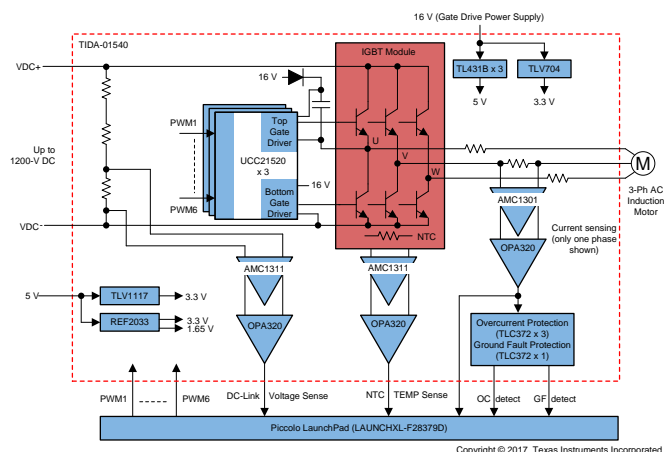 16 V (Gate Drive Power Supply)
TIDA-01540
IGBT Module
VDC+
16 V
TL431B x 3
TLV704
5 V
3.3 V
PWM1
Top
Gate
Driver
UCC21520
x 3
Up to
1200-V DC
U
V
W
M
3-Ph AC
Induction
Motor
Bottom
Gate
Driver
16 V
PWM6
VDC-
NTC
AMC1301
OPA320
Current sensing
(only one phase
shown)
AMC1311
AMC1311
5 V
TLV1117
3.3 V
REF2033
3.3 V
1.65 V
OPA320
OPA320
Overcurrent Protection
(TLC372 x 3)
Ground Fault Protection
(TLC372 x 1)
PWM1
PWM6
DC-Link
Voltage Sense
NTC
TEMP Sense
OC
detect
GF
detect
Piccolo LaunchPad (LAUNCHXL-F28379D)
Copyright © 2017, Texas Instruments Incorporated